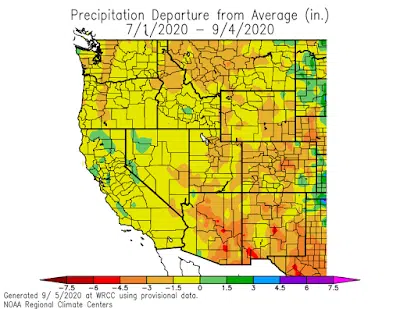 Precipitation Departure from Average (in.)
7/1/2020 – 9/4/2020
-7.5 -6 -4.5 -3 -1.5 0 1.5 3 4.5 6 7.5
Generated 9/ 5/2020 at WRCC using provisional data.
NOAA Regional Climate Centers